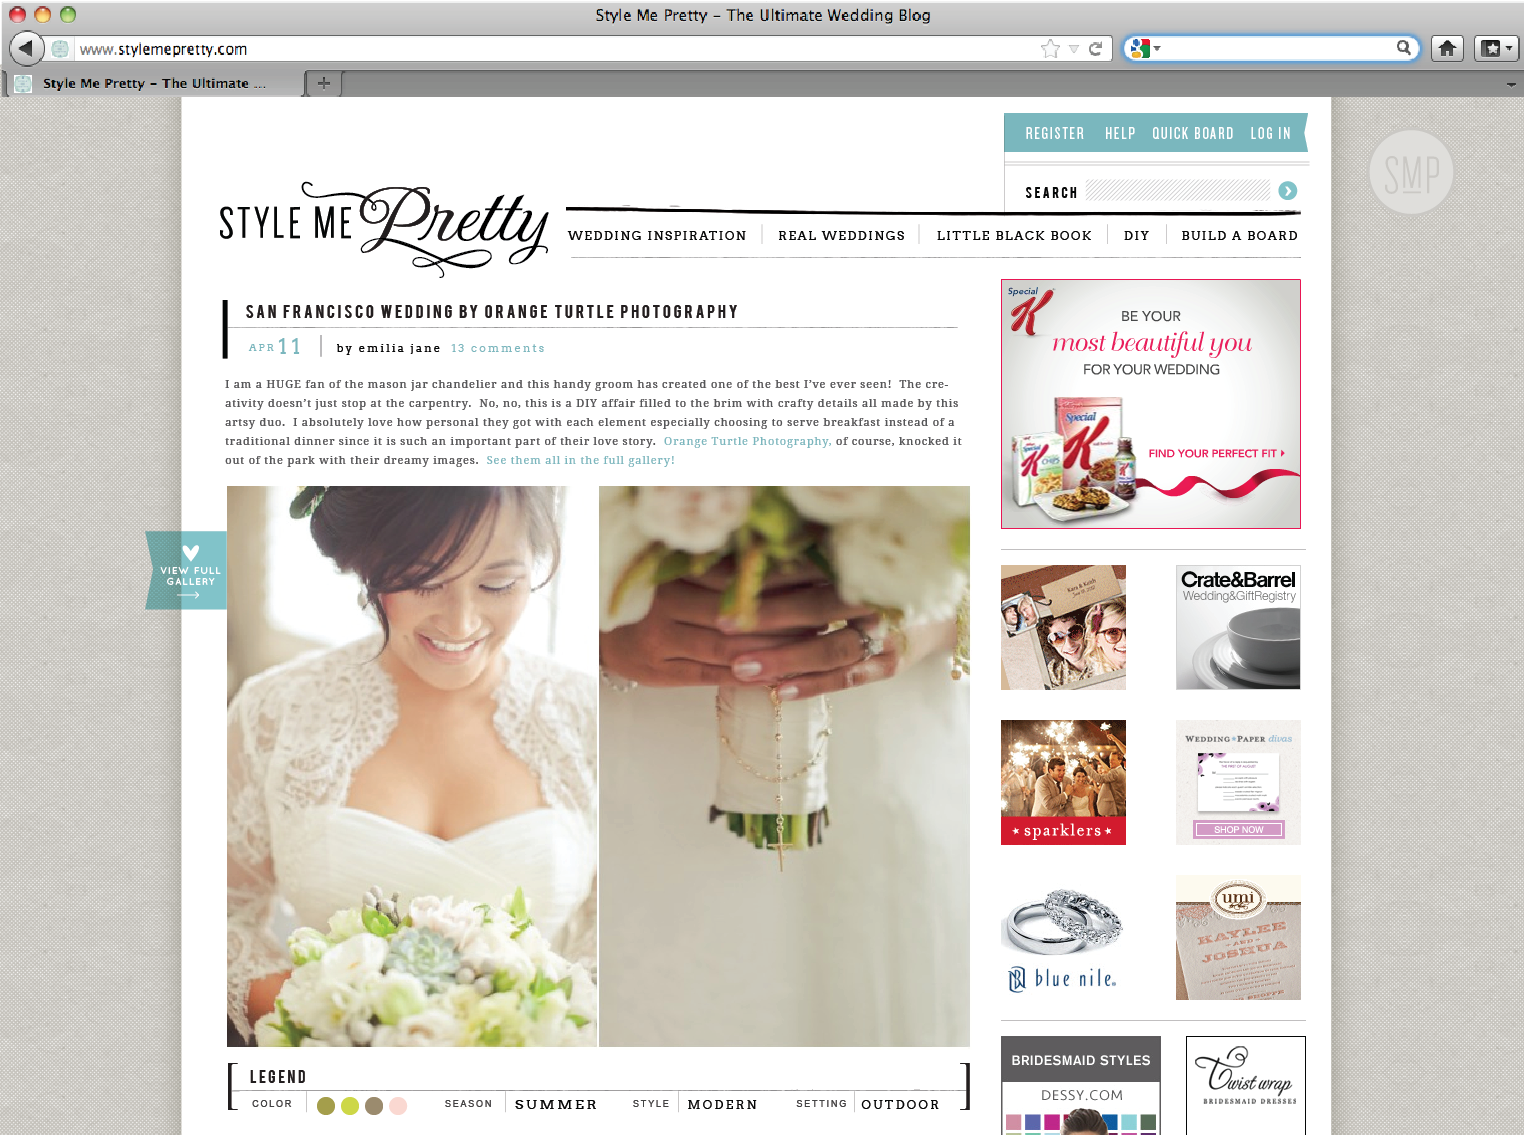 Style Me Pretty – The Ultimate Wedding Blog
www.stylemepretty.com
Style Me Pretty – The Ultimate ...
REGISTER HELP QUICK BOARD LOG IN
SMP
SEARCH
STYLE ME Pretty
WEDDING INSPIRATION REAL WEDDINGS LITTLE BLACK BOOK DIY BUILD A BOARD
SAN FRANCISCO WEDDING BY ORANGE TURTLE PHOTOGRAPHY
APR 11 by emilia jane 13 comments
I am a HUGE fan of the mason jar chandelier and this handy groom has created one of the best I've ever seen! The cre-
ativity doesn't just stop at the carpentry. No, no, this is a DIY affair filled to the brim with crafty details all made by this
artsy duo. I absolutely love how personal they got with each element especially choosing to serve breakfast instead of a
traditional dinner since it is such an important part of their love story. Orange Turtle Photography, of course, knocked it
out of the park with their dreamy images. See them all in the full gallery!
VIEW FULL
GALLERY
LEGEND
COLOR SEASON SUMMER STYLE MODERN SETTING OUTDOOR
Special
K
BE YOUR
most beautiful you
FOR YOUR WEDDING
Special
K
FIND YOUR PERFECT FIT
Kara & Keith
Crate&Barrel
Wedding&GiftRegistry
sparklers
WEDDING PAPER divas
SHOP NOW
blue nile
umi
KAYLEE
AND
JOSHUA
BRIDESMAID STYLES
DESSY.COM
Twist wrap
BRIDESMAID DRESSES